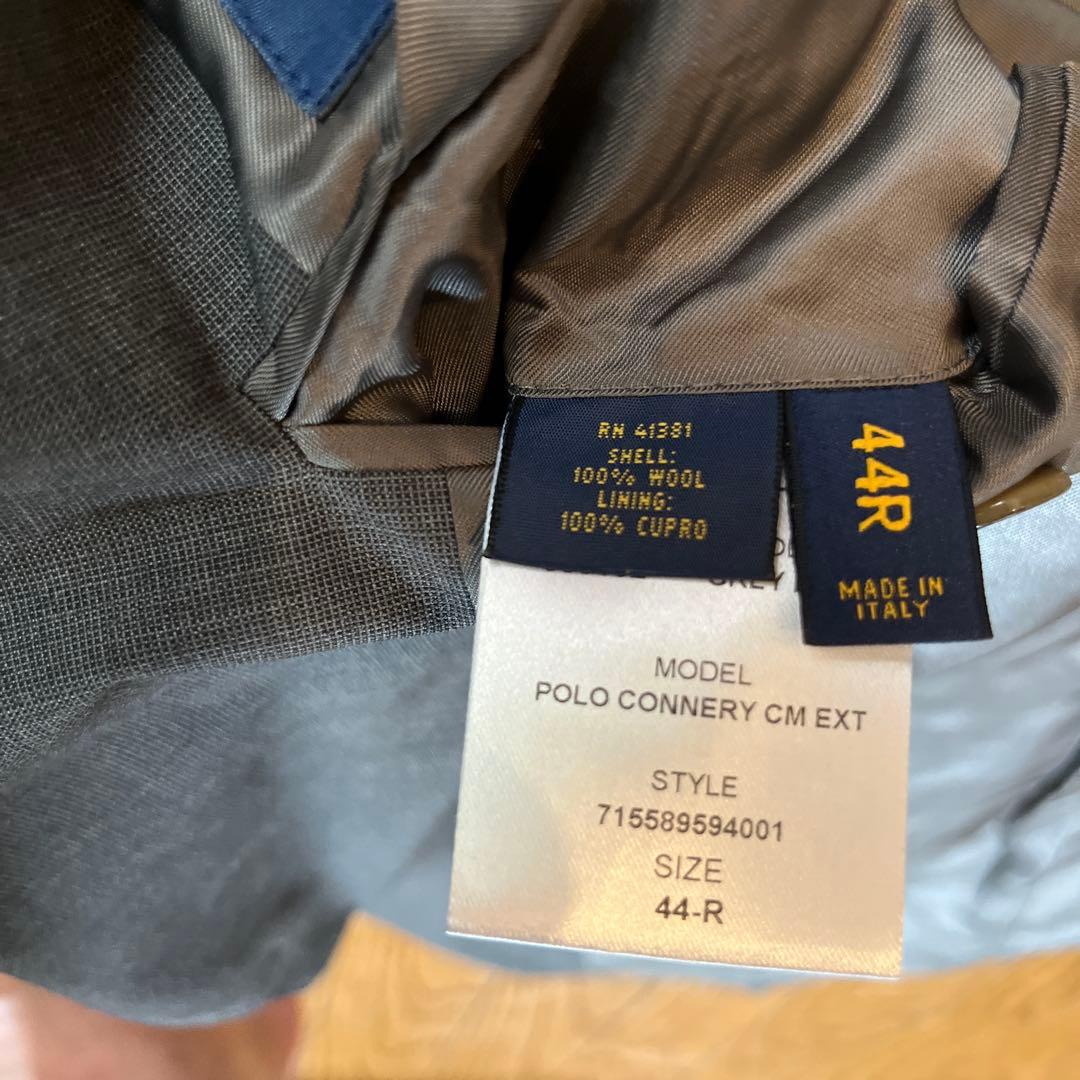 RN 41381
SHELL:
100% WOOL
LINING:
100% CUPRO
44R
MADE IN
ITALY
MODEL
POLO CONNERY CM EXT
STYLE
715589594001
SIZE
44-R